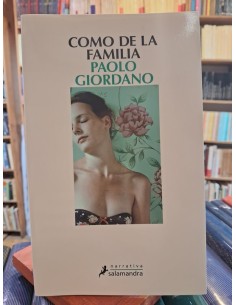 COMO DE LA
FAMILIA
PAOLO
GIORDANO
narrativa
salamandra